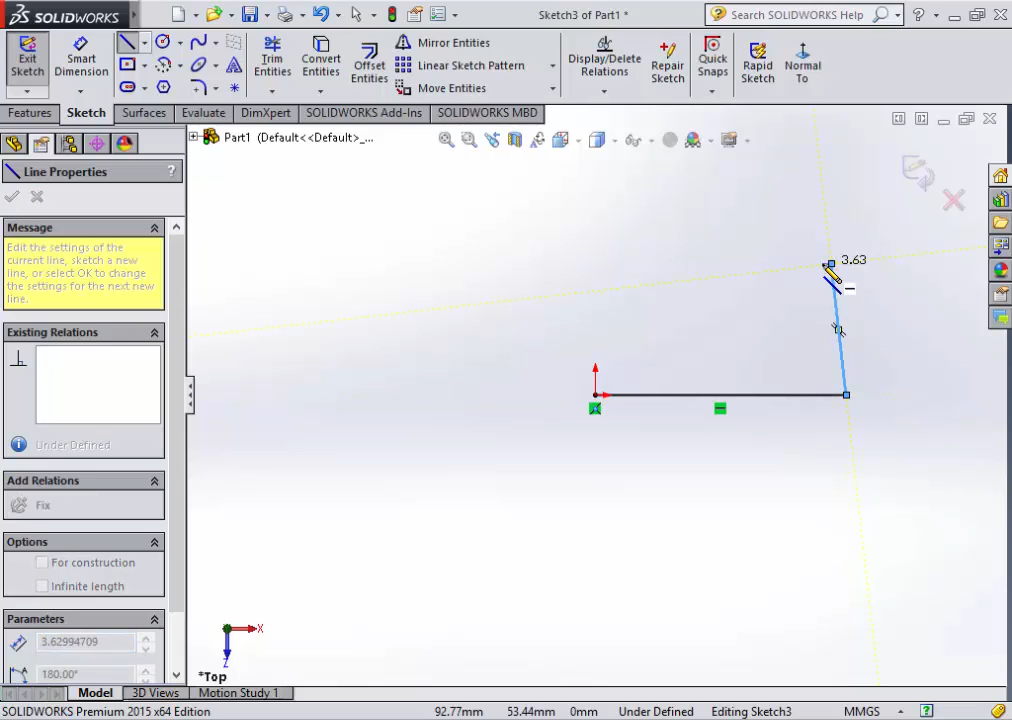 SOLIDWORKS
Sketch3 of Part1 *
Search SOLIDWORKS Help
?
Exit Sketch
Smart Dimension
Trim Entities
Convert Entities
Offset Entities
Mirror Entities
Linear Sketch Pattern
Move Entities
Display/Delete Relations
Repair Sketch
Quick Snaps
Rapid Sketch
Normal To
Features
Sketch
Surfaces
Evaluate
DimXpert
SOLIDWORKS Add-Ins
SOLIDWORKS MBD
Part1 (Default<<Default>_...
Line Properties
?
Message
Edit the settings of the
current line, sketch a new
line, or select OK to change
the settings for the next new
line.
Existing Relations
Under Defined
Add Relations
Fix
Options
For construction
Infinite length
Parameters
3.62994709
180.00°
3.63
X
Z
*Top
Model
3D Views
Motion Study 1
SOLIDWORKS Premium 2015 x64 Edition
92.77mm
53.44mm
0mm
Under Defined
Editing Sketch3
MMGS
?